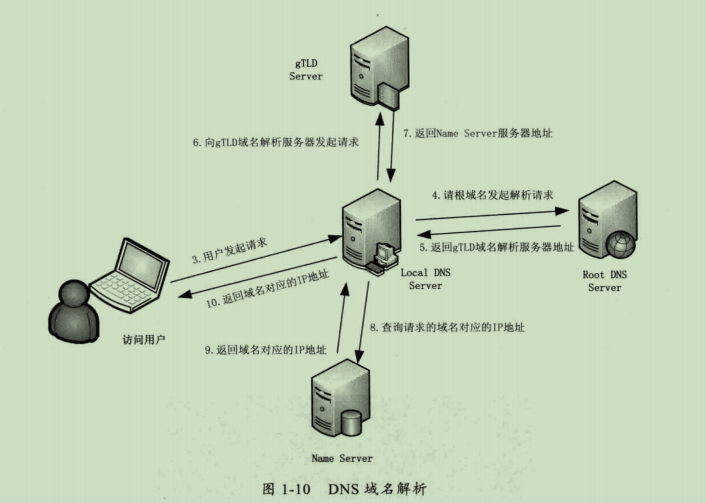 gTLD
Server
6.向gTLD域名解析服务器发起请求
7.返回Name Server服务器地址
4.请根域名发起解析请求
3.用户发起请求
5.返回gTLD域名解析服务器地址
Local DNS
Server
Root DNS
Server
10.返回域名对应的IP地址
访问用户
8.查询请求的域名对应的IP地址
9.返回域名对应的IP地址
Name Server
图 1-10 DNS 域名解析